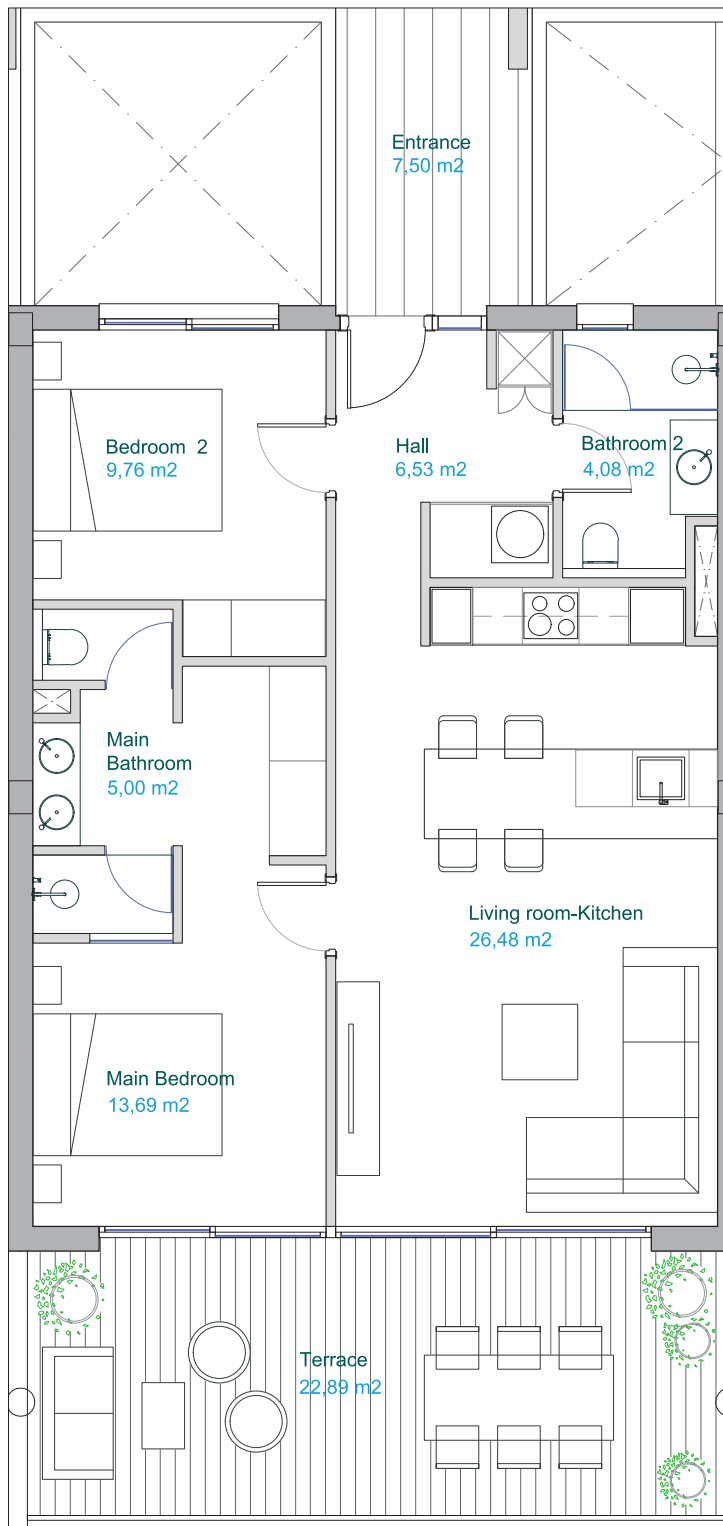 Entrance
7,50 m2
Bedroom 2
9,76 m2
Hall
6,53 m2
Bathroom 2
4,08 m2
Main
Bathroom
5,00 m2
Living room-Kitchen
26,48 m2
Main Bedroom
13,69 m2
Terrace
22,89 m2